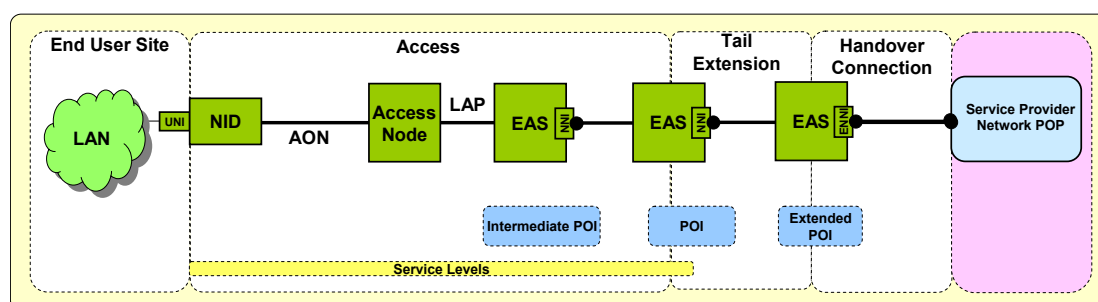 End User Site
Access
Tail
Extension
Handover
Connection
LAN
UNI
NID
AON
Access
Node
LAP
EAS
NNI
EAS
NNI
EAS
ENNI
Service Provider
Network POP
Intermediate POI
POI
Extended
POI
Service Levels